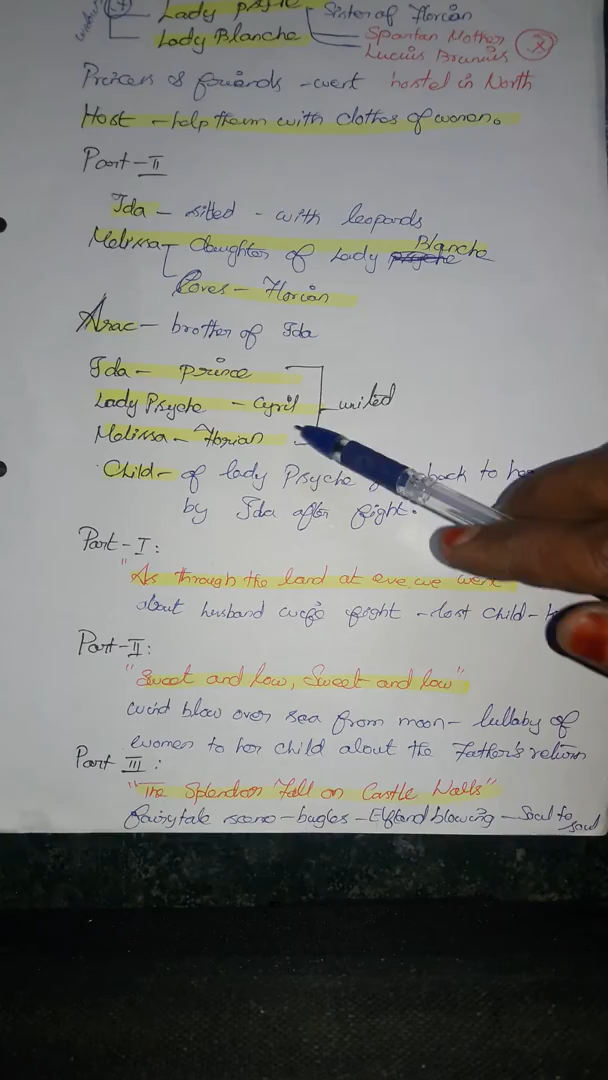 Lady Psyche Sister of Florian
Lady Blanche Spartan Mother
Lucius Brunius
Princess & friends - went hosted in North
Host - help them with clothes of women.
Part - II
Ida - sitted - with leopards
Melissa - daughter of Lady Blanche
Loves - Florian
Arac - brother of Ida
Ida - prince
Lady Psyche - Cyril united
Melissa - Florian
Child - of lady Psyche back to
by Ida after fight.
Part - I:
"As through the land at eve we went
about husband wife fight - lost child -
Part - II:
"Sweet and low, Sweet and low"
wind blow over sea from moon - lullaby of
women to her child about the Father's return
Part III:
"The Splendour Fall on Castle Walls"
fairytale scene - bugles - Elfland blowing - Soul to soul